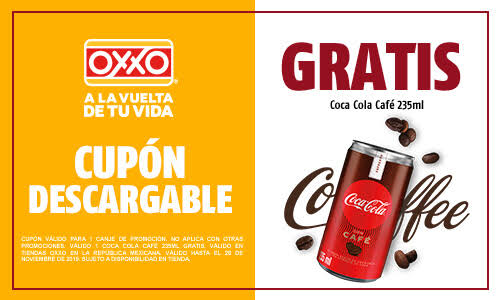 OXXO
A LA VUELTA
DE TU VIDA
CUPÓN
DESCARGABLE
CUPÓN VÁLIDO PARA 1 CANJE DE PROMOCIÓN. NO APLICA CON OTRAS
PROMOCIONES. VÁLIDO 1 COCA COLA CAFÉ 235ML GRATIS. VÁLIDO EN
TIENDAS OXXO EN LA REPÚBLICA MEXICANA. VÁLIDO HASTA EL 20 DE
NOVIEMBRE DE 2019. SUJETO A DISPONIBILIDAD EN TIENDA.
GRATIS
Coca Cola Café 235ml
Coffee
Coca-Cola
CAFÉ